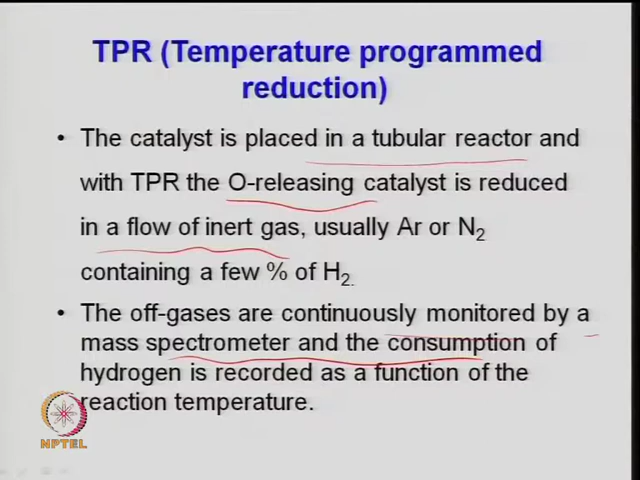 TPR (Temperature programmed
reduction)
• The catalyst is placed in a tubular reactor and
with TPR the O-releasing catalyst is reduced
in a flow of inert gas, usually Ar or N₂
containing a few % of H₂.
• The off-gases are continuously monitored by a
mass spectrometer and the consumption of
hydrogen is recorded as a function of the
reaction temperature.
NPTEL